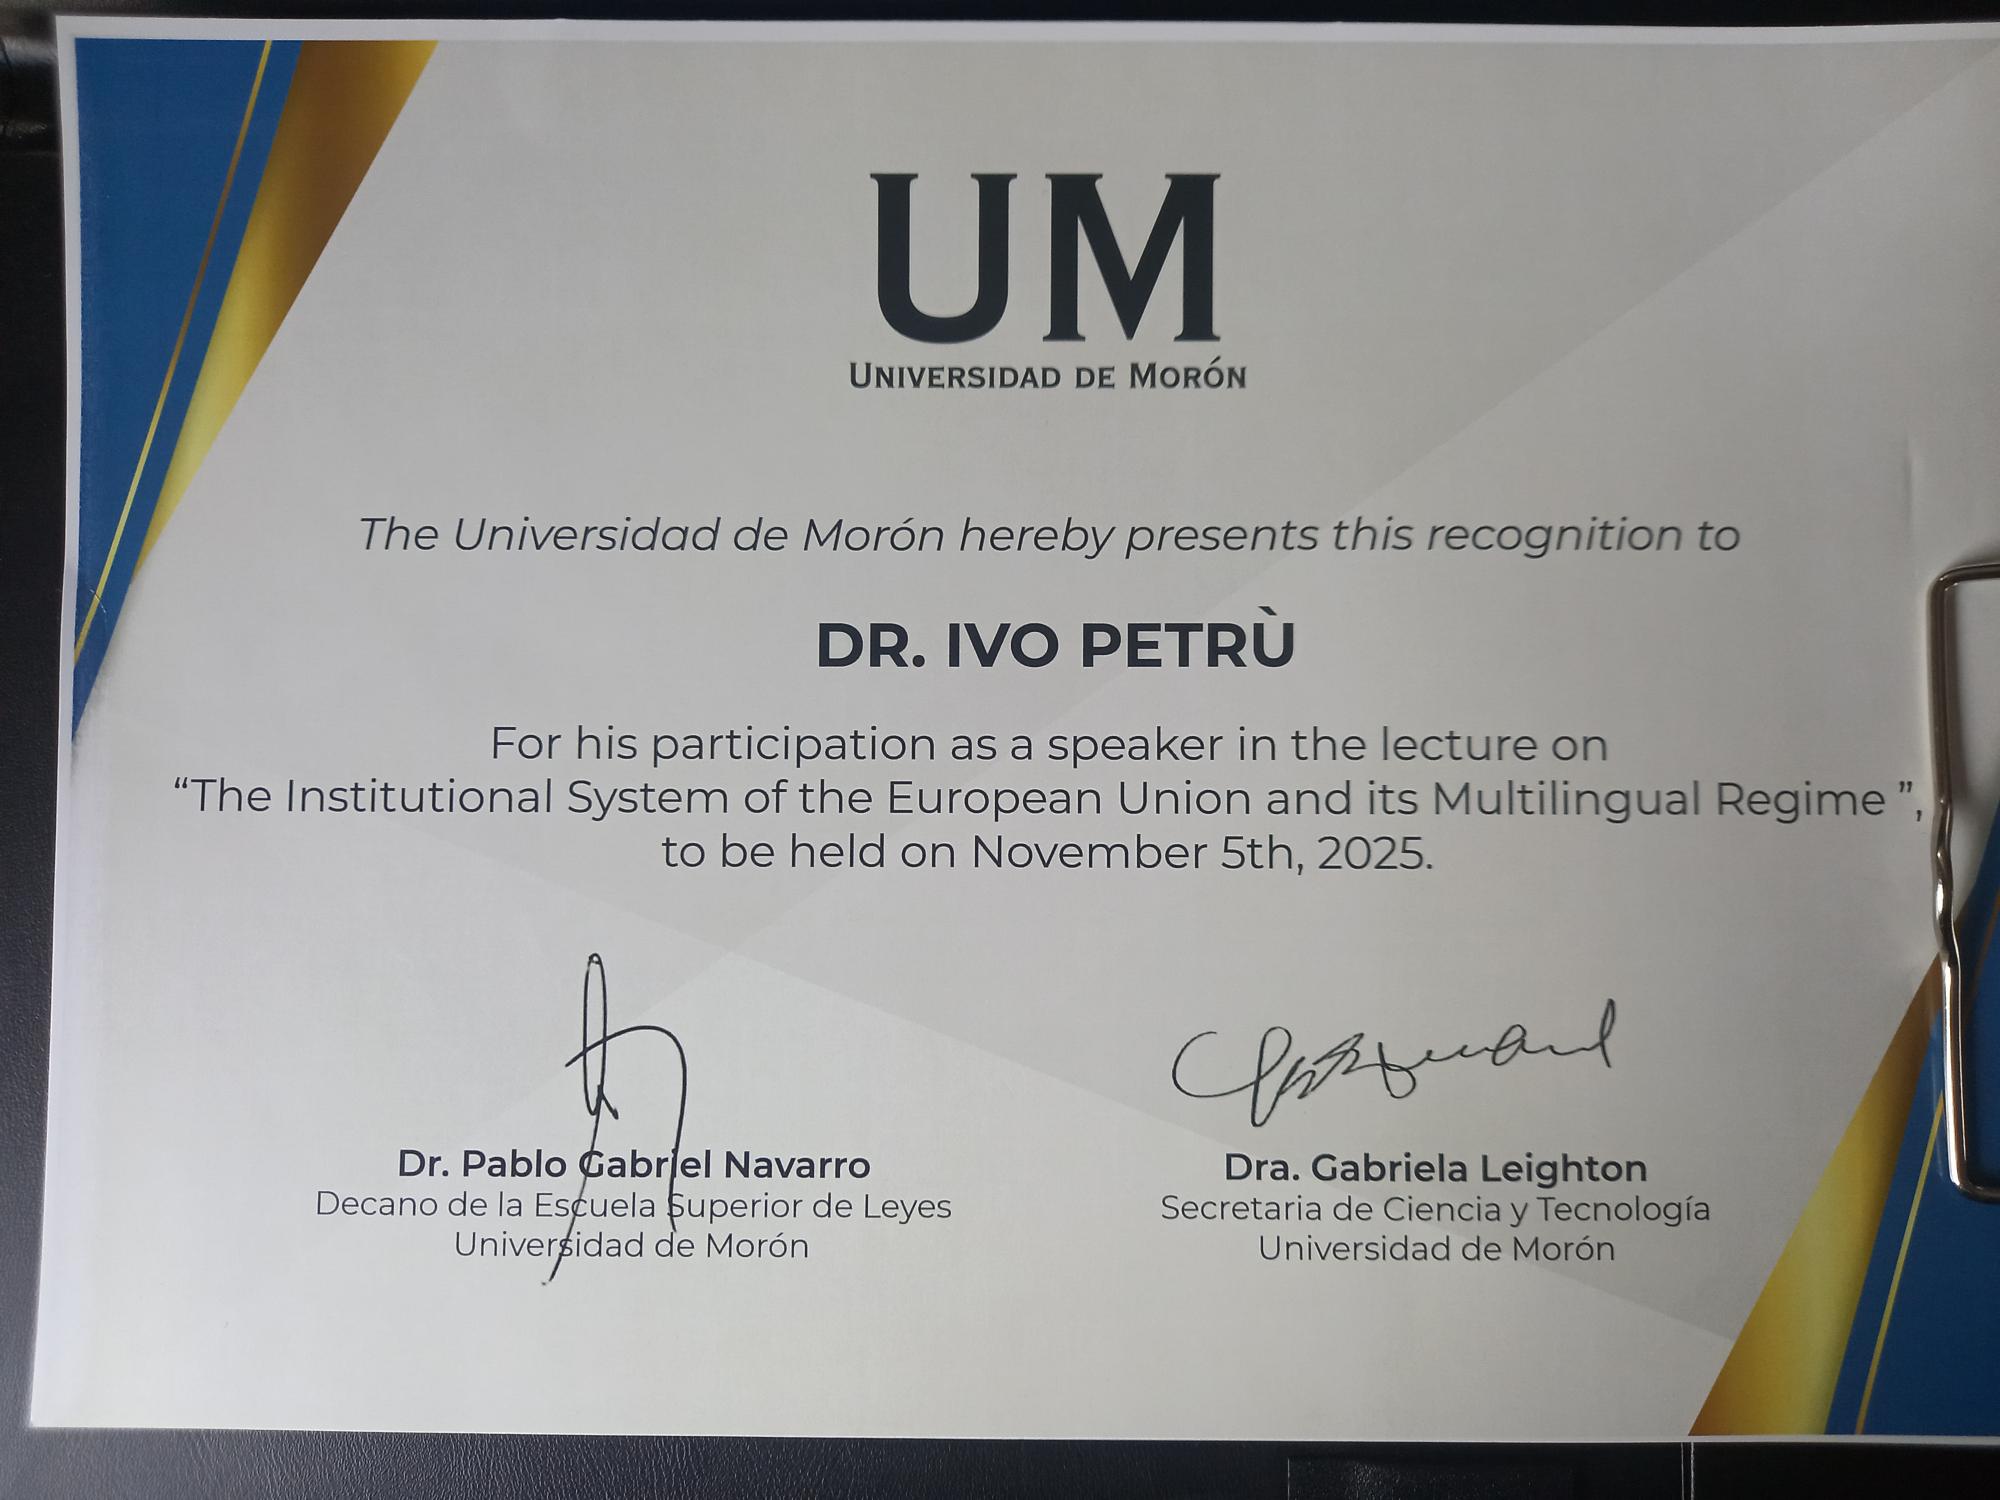 UM
UNIVERSIDAD DE MORÓN
The Universidad de Morón hereby presents this recognition to
DR. IVO PETRÙ
For his participation as a speaker in the lecture on
“The Institutional System of the European Union and its Multilingual Regime ”,
to be held on November 5th, 2025.
Dr. Pablo Gabriel Navarro
Decano de la Escuela Superior de Leyes
Universidad de Morón
Dra. Gabriela Leighton
Secretaria de Ciencia y Tecnología
Universidad de Morón